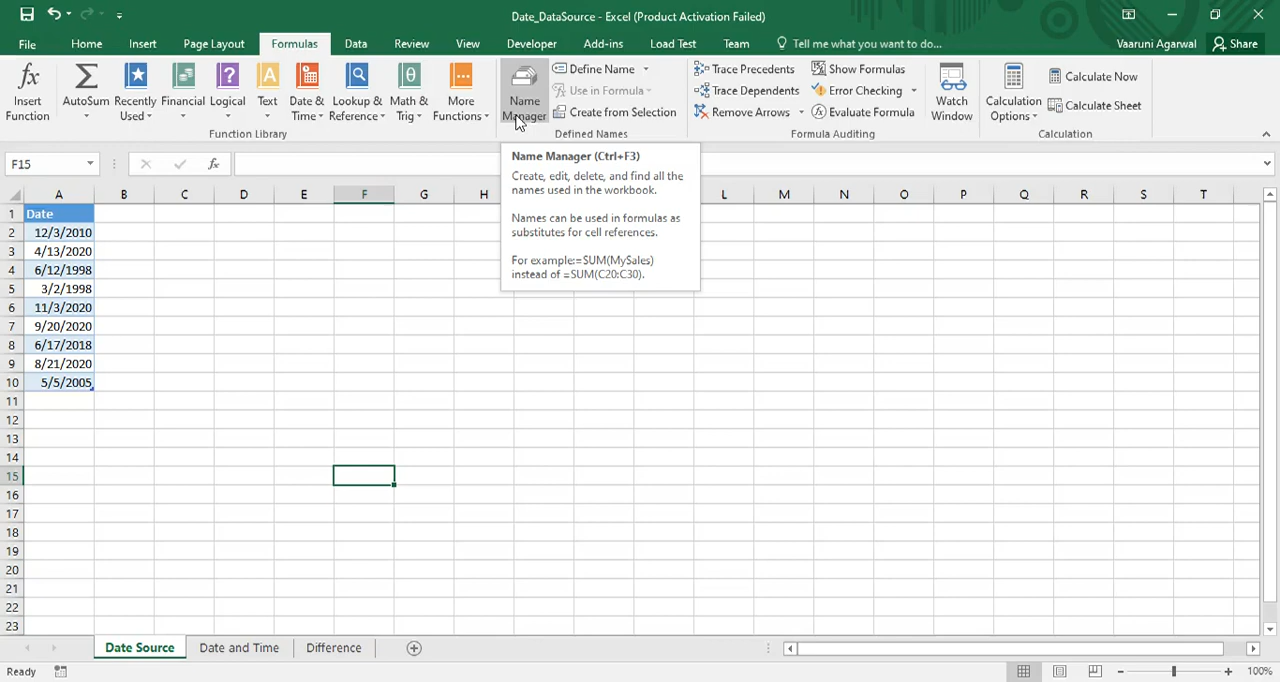 Date_DataSource - Excel (Product Activation Failed)
File Home Insert Page Layout Formulas Data Review View Developer Add-ins Load Test Team Tell me what you want to do... Vaaruni Agarwal Share
Insert Function
AutoSum
Recently Used
Financial
Logical
Text
Date & Time
Lookup & Reference
Math & Trig
More Functions
Function Library
Name Manager
Define Name
Use in Formula
Create from Selection
Defined Names
Trace Precedents
Trace Dependents
Remove Arrows
Show Formulas
Error Checking
Evaluate Formula
Formula Auditing
Watch Window
Calculation Options
Calculate Now
Calculate Sheet
Calculation
F15
fx
Name Manager (Ctrl+F3)
Create, edit, delete, and find all the
names used in the workbook.
Names can be used in formulas as
substitutes for cell references.
For example:=SUM(MySales)
instead of =SUM(C20:C30).
A B C D E F G H L M N O P Q R S T
1 Date
2 12/3/2010
3 4/13/2020
4 6/12/1998
5 3/2/1998
6 11/3/2020
7 9/20/2020
8 6/17/2018
9 8/21/2020
10 5/5/2005
11
12
13
14
15
16
17
18
19
20
21
22
23
Date Source Date and Time Difference
Ready
100%